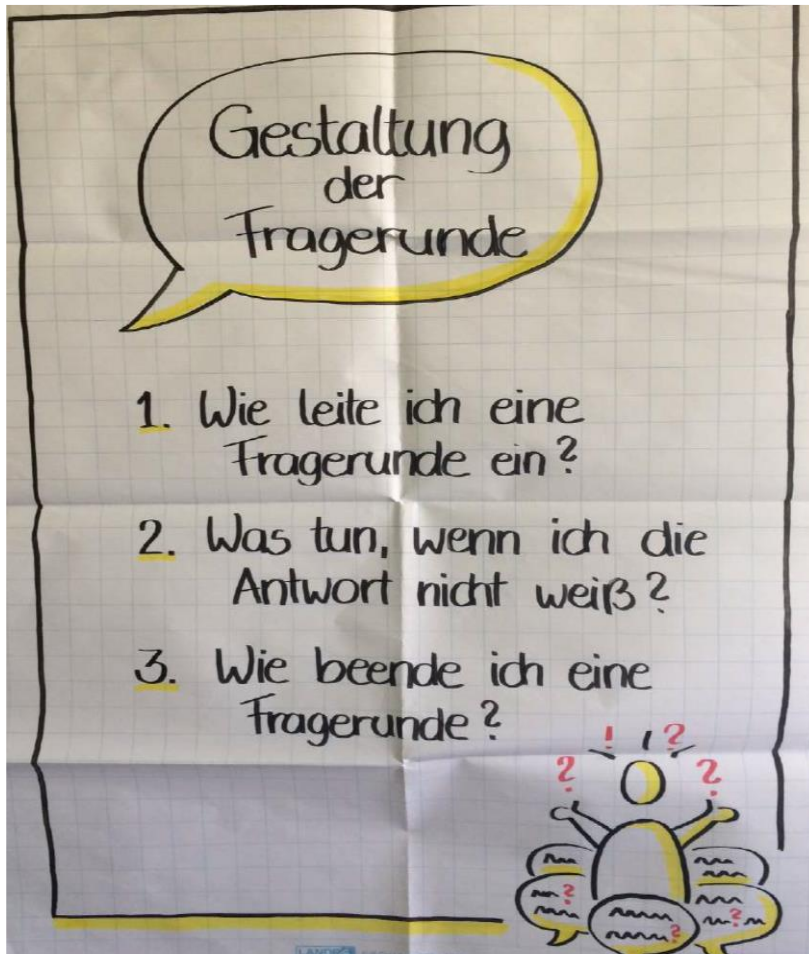 Gestaltung
der
Fragerunde
1. Wie leite ich eine
Fragerunde ein?
2. Was tun, wenn ich die
Antwort nicht weiß?
3. Wie beende ich eine
Fragerunde?
! ?
? ?
?
?
?